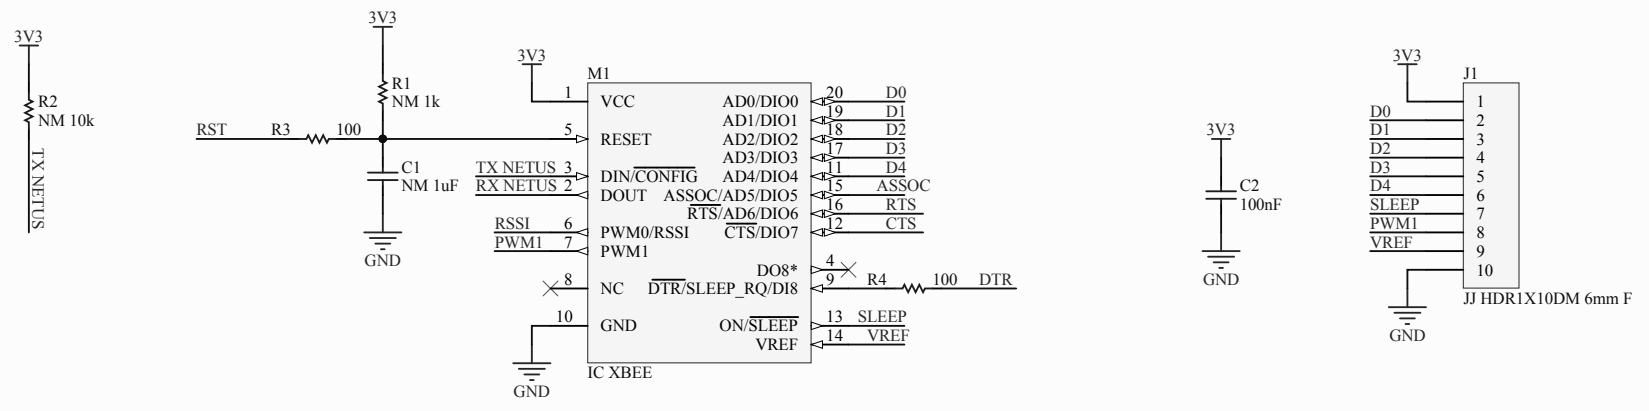 3V3
R2
NM 10k
TX NETUS
3V3
R1
NM 1k
RST R3 100
C1
NM 1uF
GND
3V3
M1
1 VCC
5 RESET
TX NETUS 3 DIN/CONFIG
RX NETUS 2 DOUT
RSSI 6 PWM0/RSSI
PWM1 7 PWM1
8 NC
10 GND
GND
AD0/DIO0 20 D0
AD1/DIO1 19 D1
AD2/DIO2 18 D2
AD3/DIO3 17 D3
AD4/DIO4 11 D4
ASSOC/AD5/DIO5 15 ASSOC
RTS/AD6/DIO6 16 RTS
CTS/DIO7 12 CTS
DO8* 4
DTR/SLEEP_RQ/DI8 9 R4 100 DTR
ON/SLEEP 13 SLEEP
VREF 14 VREF
IC XBEE
3V3
C2
100nF
GND
3V3
J1
1
D0 2
D1 3
D2 4
D3 5
D4 6
SLEEP 7
PWM1 8
VREF 9
10
JJ HDR1X10DM 6mm F
GND